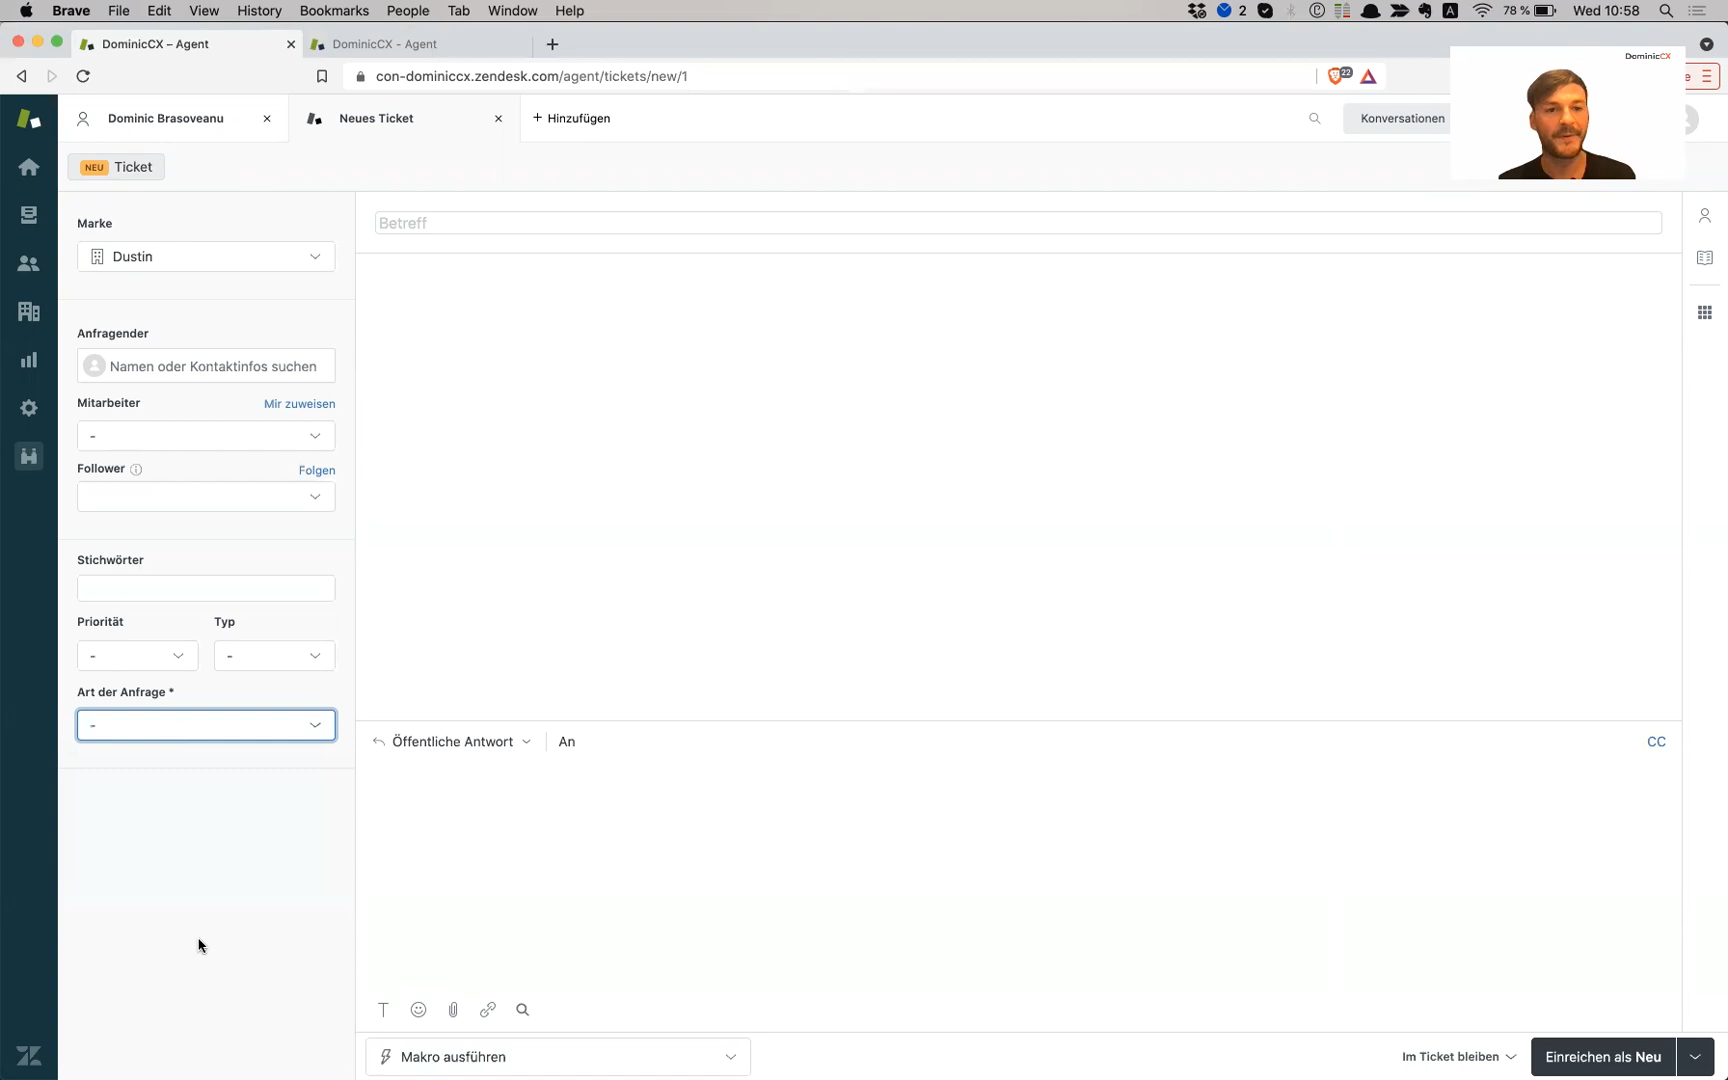 Brave File Edit View History Bookmarks People Tab Window Help 2 78 % Wed 10:58
DominicCX – Agent DominicCX - Agent
con-dominiccx.zendesk.com/agent/tickets/new/1 22
DominicCX
Dominic Brasoveanu Neues Ticket + Hinzufügen Konversationen
NEU Ticket
Marke
Dustin
Betreff
Anfragender
Namen oder Kontaktinfos suchen
Mitarbeiter Mir zuweisen
-
Follower Folgen
Stichwörter
Priorität Typ
- -
Art der Anfrage *
-
Öffentliche Antwort An CC
Makro ausführen Im Ticket bleiben Einreichen als Neu